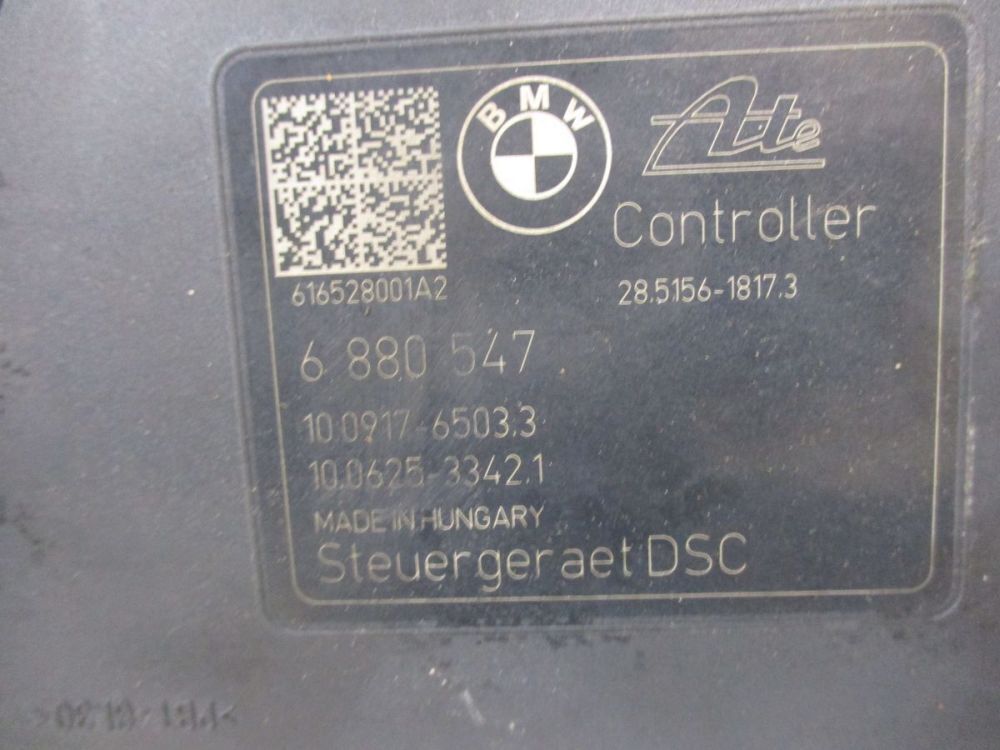 BMW
Ate
Controller
616528001A2
28.5156-1817.3
6 880 547
10.0917-6503.3
10.0625-3342.1
MADE IN HUNGARY
Steuergeraet DSC